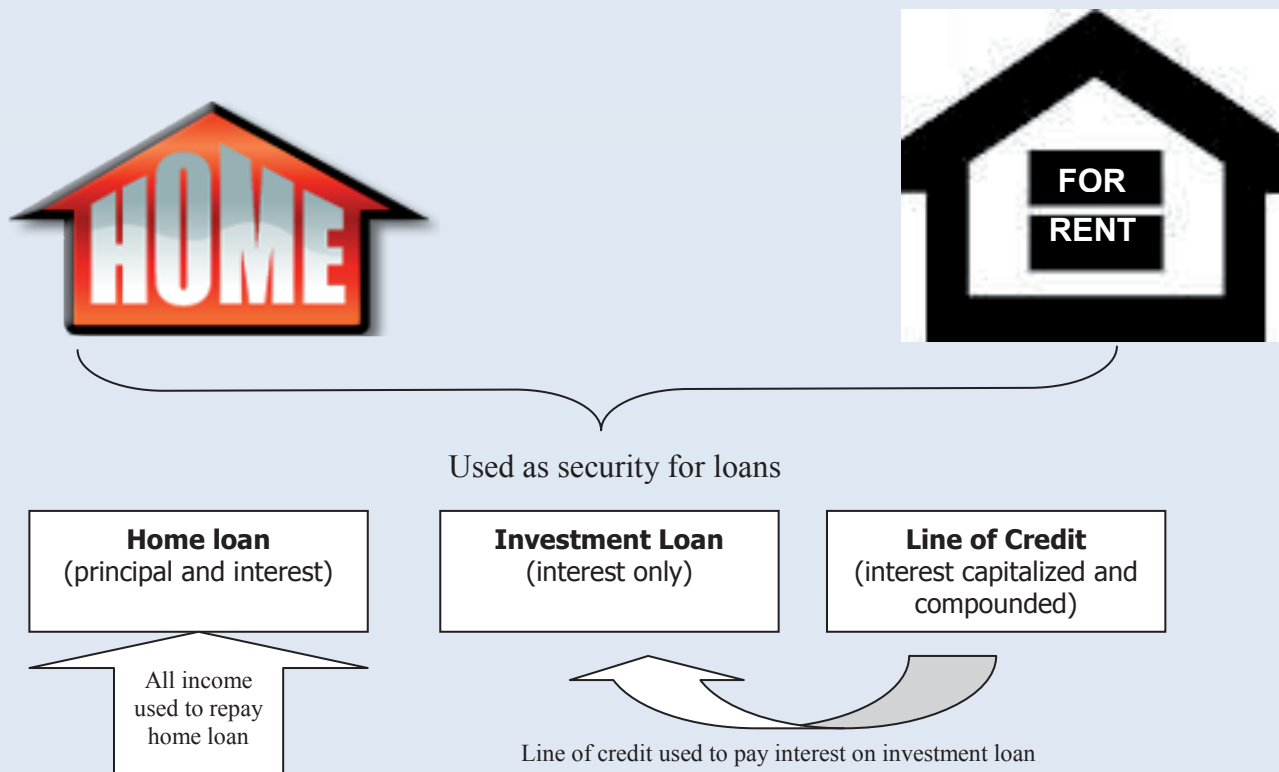 HOME
FOR
RENT
Used as security for loans
Home loan
(principal and interest)
Investment Loan
(interest only)
Line of Credit
(interest capitalized and
compounded)
All income
used to repay
home loan
Line of credit used to pay interest on investment loan